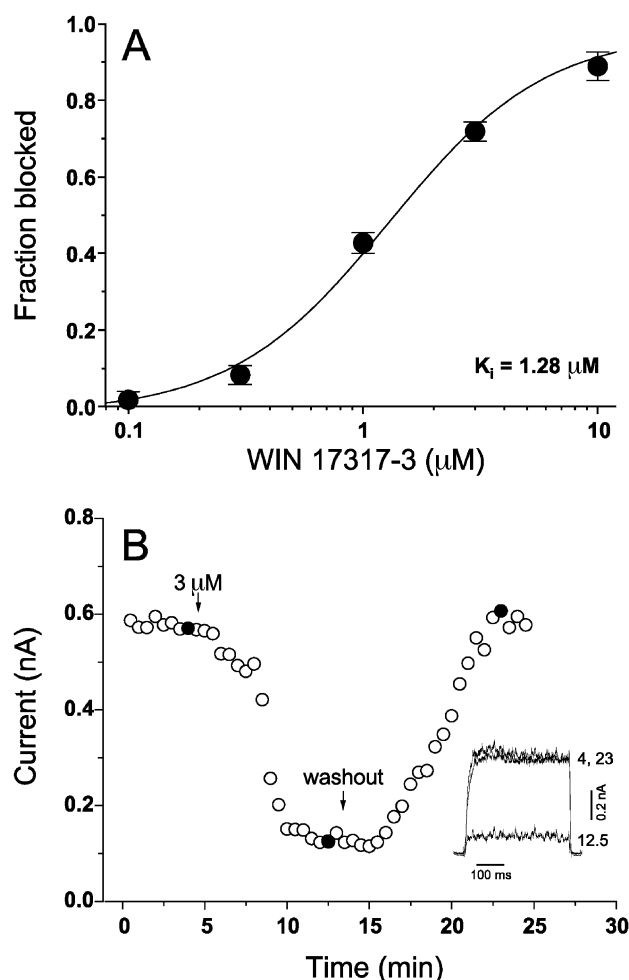 A
1.0
0.8
0.6
0.4
0.2
0.0
Fraction blocked
Kᵢ = 1.28 μM
0.1
1
10
WIN 17317-3 (μM)
B
0.8
0.6
0.4
0.2
0.0
Current (nA)
3 μM
washout
4, 23
0.2 nA
12.5
100 ms
0
5
10
15
20
25
30
Time (min)